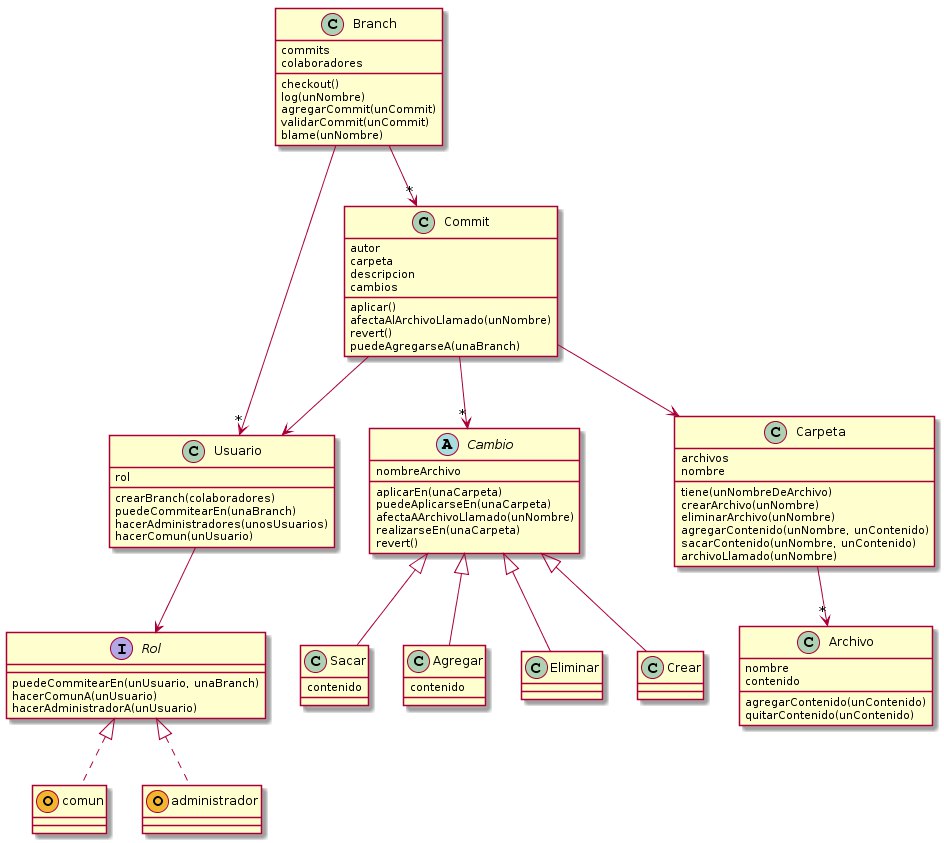 C Branch
commits
colaboradores
checkout()
log(unNombre)
agregarCommit(unCommit)
validarCommit(unCommit)
blame(unNombre)
*
C Commit
autor
carpeta
descripcion
cambios
aplicar()
afectaAlArchivoLlamado(unNombre)
revert()
puedeAgregarseA(unaBranch)
*
*
C Usuario
rol
crearBranch(colaboradores)
puedeCommitearEn(unaBranch)
hacerAdministradores(unosUsuarios)
hacerComun(unUsuario)
A Cambio
nombreArchivo
aplicarEn(unaCarpeta)
puedeAplicarseEn(unaCarpeta)
afectaAArchivoLlamado(unNombre)
realizarseEn(unaCarpeta)
revert()
C Carpeta
archivos
nombre
tiene(unNombreDeArchivo)
crearArchivo(unNombre)
eliminarArchivo(unNombre)
agregarContenido(unNombre, unContenido)
sacarContenido(unNombre, unContenido)
archivoLlamado(unNombre)
*
I Rol
puedeCommitearEn(unUsuario, unaBranch)
hacerComunA(unUsuario)
hacerAdministradorA(unUsuario)
C Sacar
contenido
C Agregar
contenido
C Eliminar
C Crear
C Archivo
nombre
contenido
agregarContenido(unContenido)
quitarContenido(unContenido)
O comun
O administrador